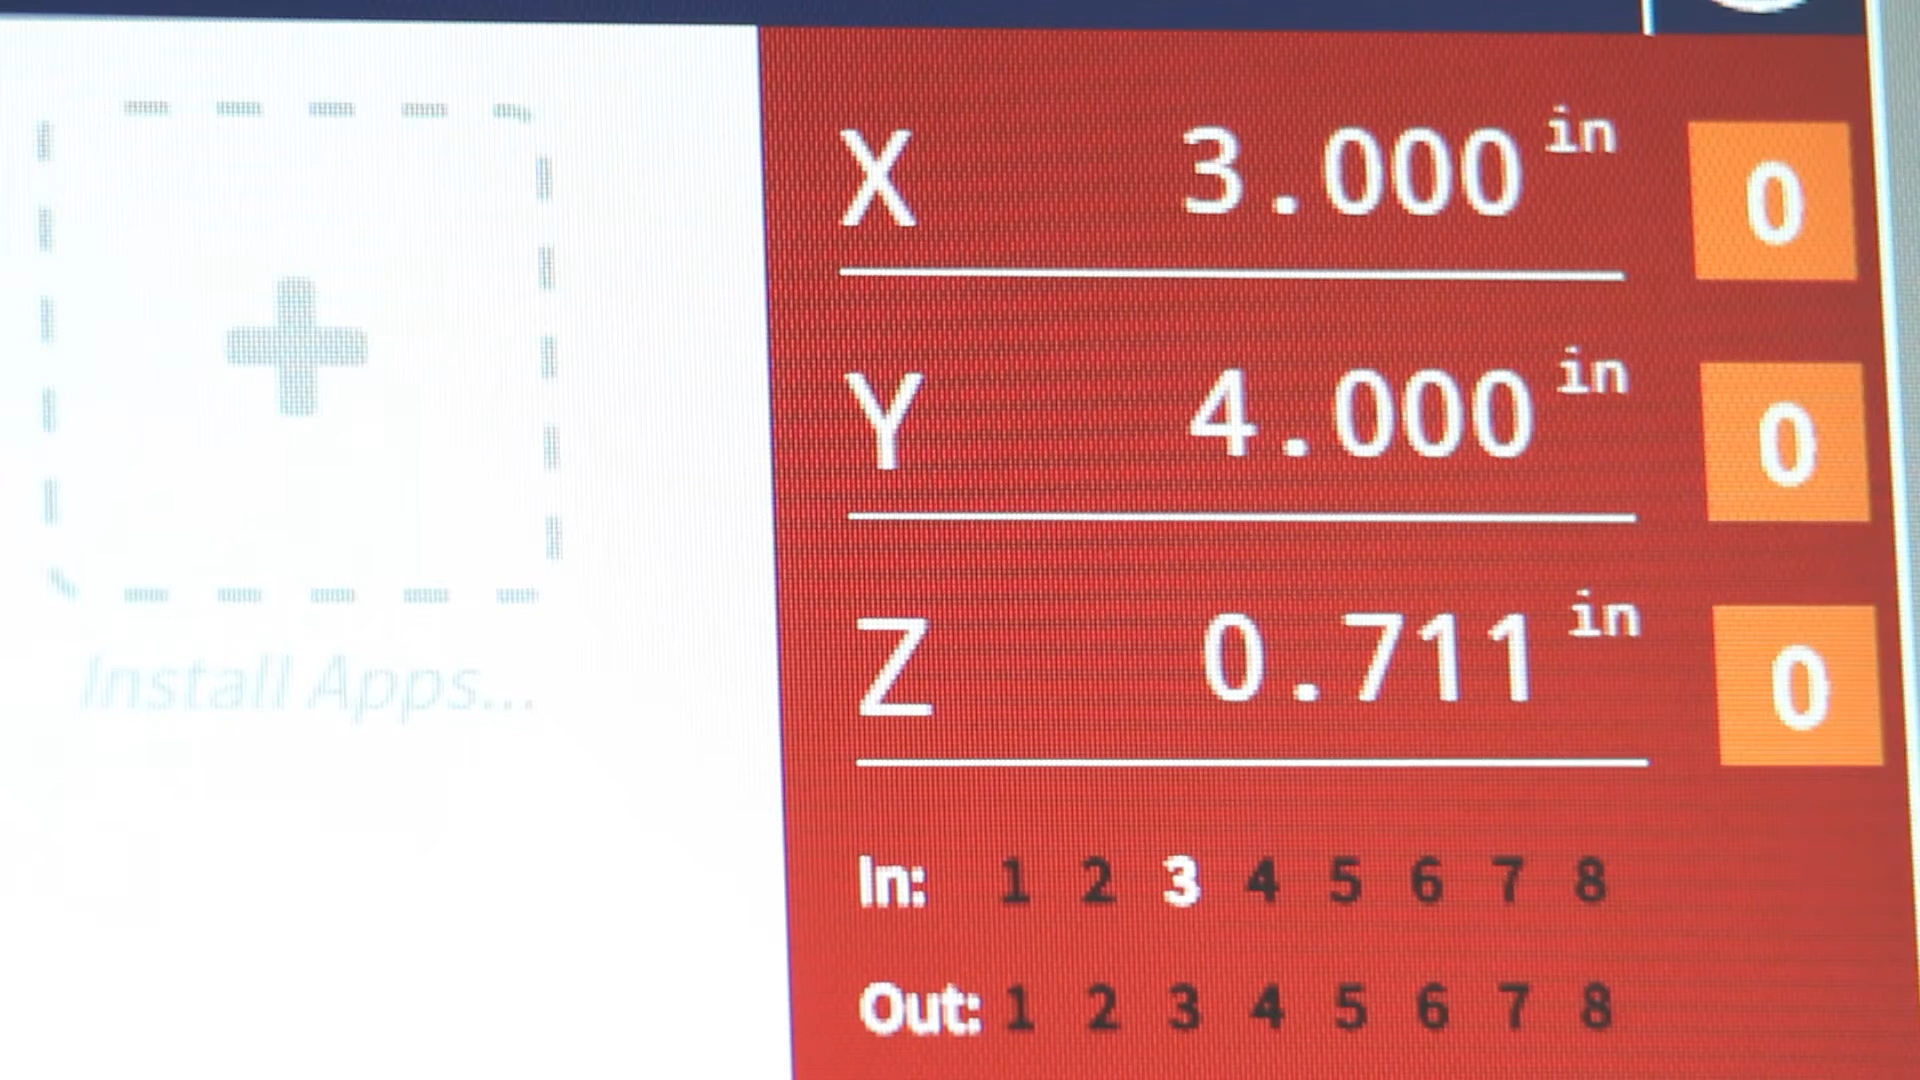 X 3.000 in 0
Y 4.000 in 0
Z 0.711 in 0
Install Apps...
In: 1 2 3 4 5 6 7 8
Out: 1 2 3 4 5 6 7 8